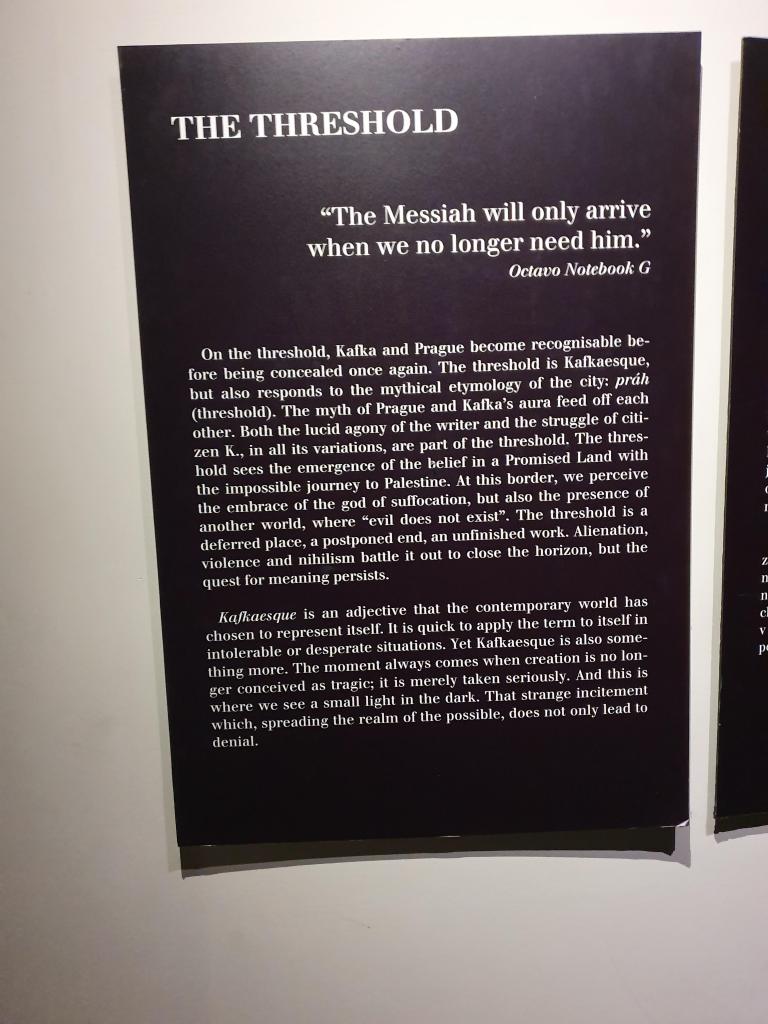 THE THRESHOLD
“The Messiah will only arrive
when we no longer need him.”
Octavo Notebook G
On the threshold, Kafka and Prague become recognisable be-
fore being concealed once again. The threshold is Kafkaesque,
but also responds to the mythical etymology of the city: práh
(threshold). The myth of Prague and Kafka’s aura feed off each
other. Both the lucid agony of the writer and the struggle of citi-
zen K., in all its variations, are part of the threshold. The thres-
hold sees the emergence of the belief in a Promised Land with
the impossible journey to Palestine. At this border, we perceive
the embrace of the god of suffocation, but also the presence of
another world, where “evil does not exist”. The threshold is a
deferred place, a postponed end, an unfinished work. Alienation,
violence and nihilism battle it out to close the horizon, but the
quest for meaning persists.
Kafkaesque is an adjective that the contemporary world has
chosen to represent itself. It is quick to apply the term to itself in
intolerable or desperate situations. Yet Kafkaesque is also some-
thing more. The moment always comes when creation is no lon-
ger conceived as tragic; it is merely taken seriously. And this is
where we see a small light in the dark. That strange incitement
which, spreading the realm of the possible, does not only lead to
denial.